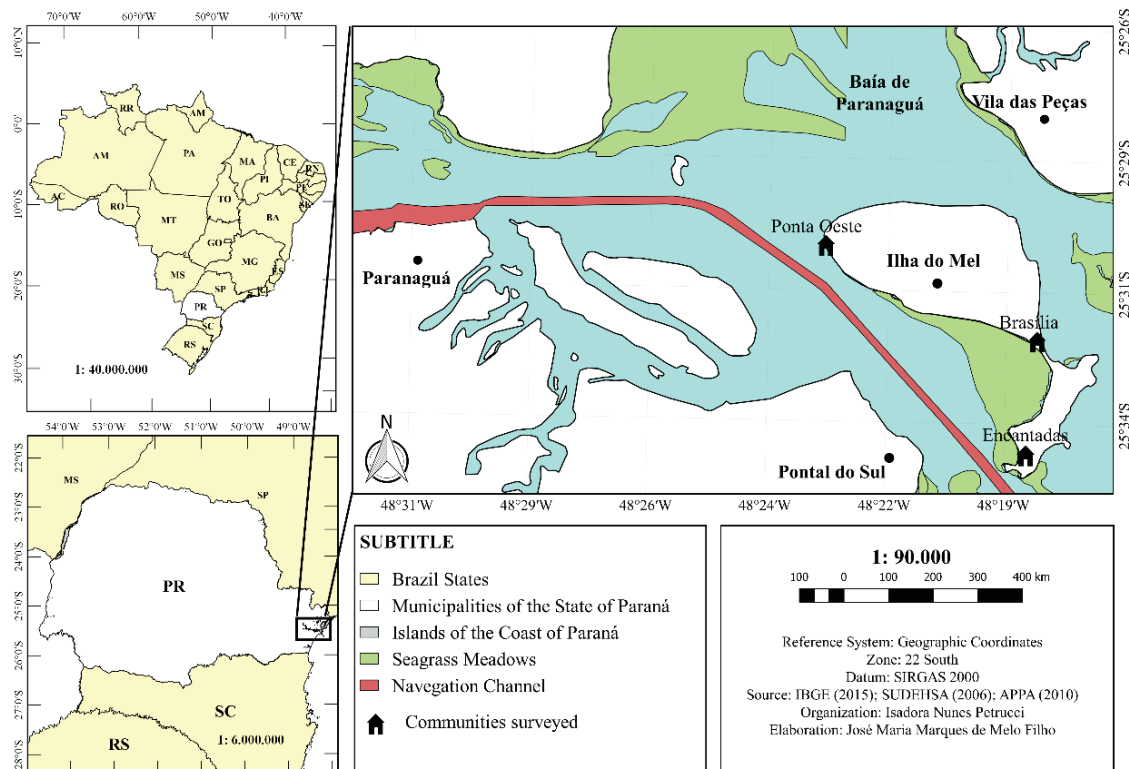 70°0'W 60°0'W 50°0'W 40°0'W
10°0'N
0°0'
10°0'S
20°0'S
30°0'S
RR
AM
AM
PA
MA
CE
RN
PI
PE
AC
RO
TO
SE
MT
BA
GO
MG
ES
MS
SP
RJ
PR
SC
RS
1: 40.000.000
Baía de
Paranaguá
Vila das Peças
Ponta Oeste
Ilha do Mel
Paranaguá
Brasília
Encantadas
Pontal do Sul
N
25°26'S
25°29'S
25°31'S
25°34'S
48°31'W 48°29'W 48°26'W 48°24'W 48°22'W 48°19'W
54°0'W 53°0'W 52°0'W 51°0'W 50°0'W 49°0'W
22°0'S
23°0'S
24°0'S
25°0'S
26°0'S
27°0'S
28°0'S
MS
SP
PR
SC
RS
1: 6.000.000
SUBTITLE
Brazil States
Municipalities of the State of Paraná
Islands of the Coast of Paraná
Seagrass Meadows
Navegation Channel
Communities surveyed
1: 90.000
100 0 100 200 300 400 km
Reference System: Geographic Coordinates
Zone: 22 South
Datum: SIRGAS 2000
Source: IBGE (2015); SUDEHSA (2006); APPA (2010)
Organization: Isadora Nunes Petrucci
Elaboration: José Maria Marques de Melo Filho